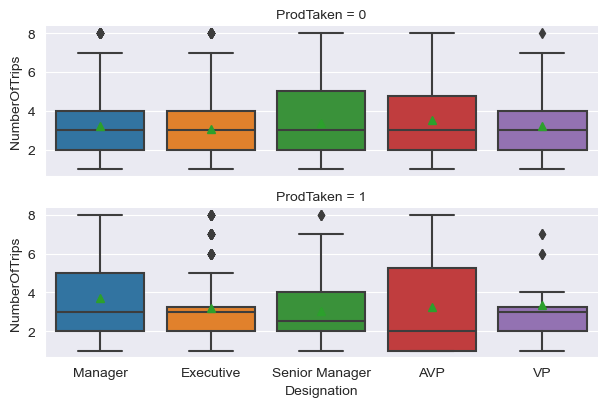 ProdTaken = 0
NumberOfTrips
8
6
4
2
ProdTaken = 1
NumberOfTrips
8
6
4
2
Manager Executive Senior Manager AVP VP
Designation